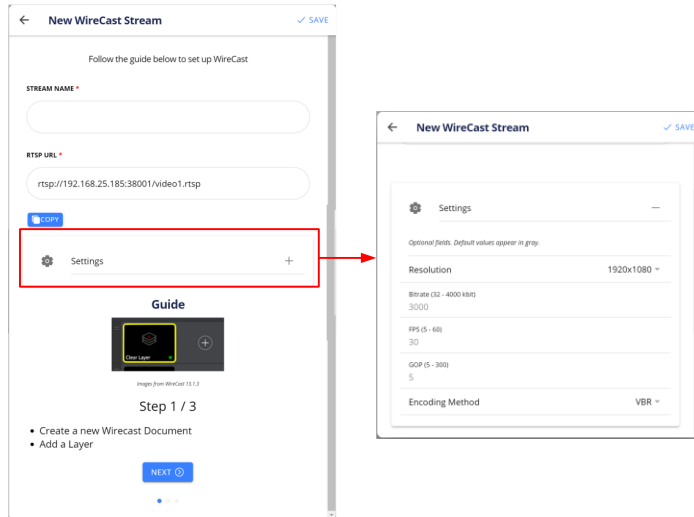 New WireCast Stream
SAVE
Follow the guide below to set up WireCast
STREAM NAME *
RTSP URL *
rtsp://192.168.25.185:38001/video1.rtsp
COPY
Settings
Guide
Clear Layer
Images from WireCast 13.1.3
Step 1 / 3
• Create a new Wirecast Document
• Add a Layer
NEXT
New WireCast Stream
SAVE
Settings
Optional fields. Default values appear in gray.
Resolution 1920x1080
Bitrate (32 - 4000 kbit)
3000
FPS (5 - 60)
30
GOP (5 - 300)
5
Encoding Method VBR